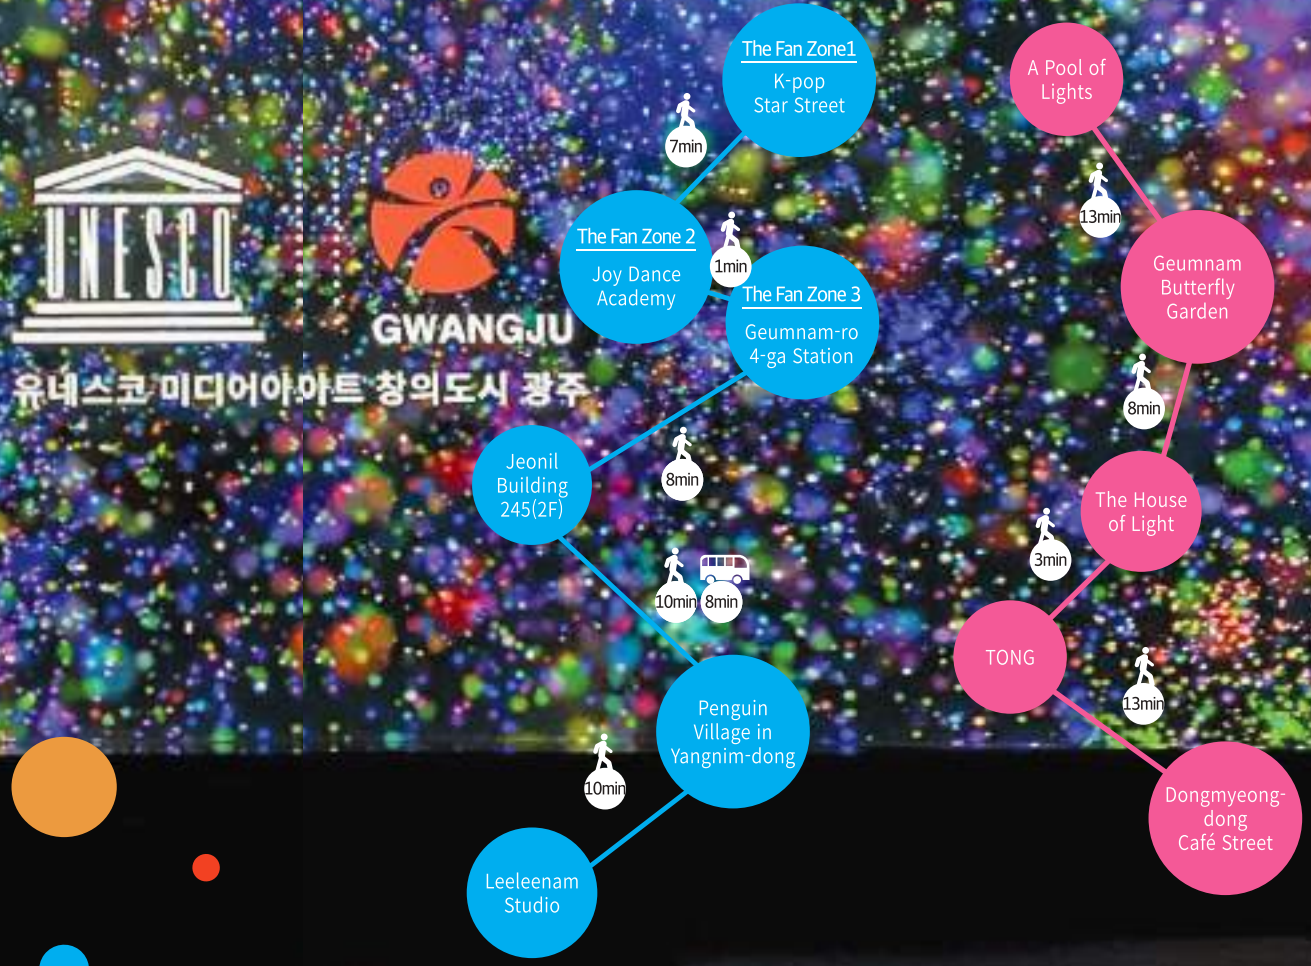 UNESCO
GWANGJU
유네스코 미디어아아트 창의도시 광주
The Fan Zone1
K-pop
Star Street
7min
The Fan Zone 2
Joy Dance
Academy
1min
The Fan Zone 3
Geumnam-ro
4-ga Station
8min
Jeonil
Building
245(2F)
10min
8min
Penguin
Village in
Yangnim-dong
10min
Leeleenam
Studio
A Pool of
Lights
13min
Geumnam
Butterfly
Garden
8min
The House
of Light
3min
TONG
13min
Dongmyeong-
dong
Café Street